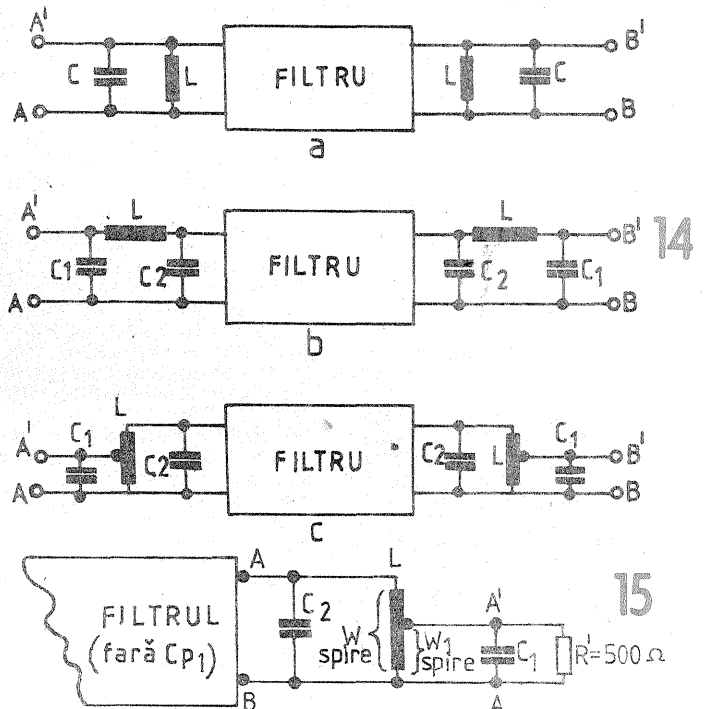 A' B'
C L FILTRU L C
A B
a
A' L L B' 14
C1 C2 FILTRU C2 C1
A B
b
L
A' C1 C2 FILTRU C2 L C1 B'
A B
c
A L 15
FILTRUL C2 W W1 A' C1 R'=500 Ω
(fară Cp1) spire spire
B A